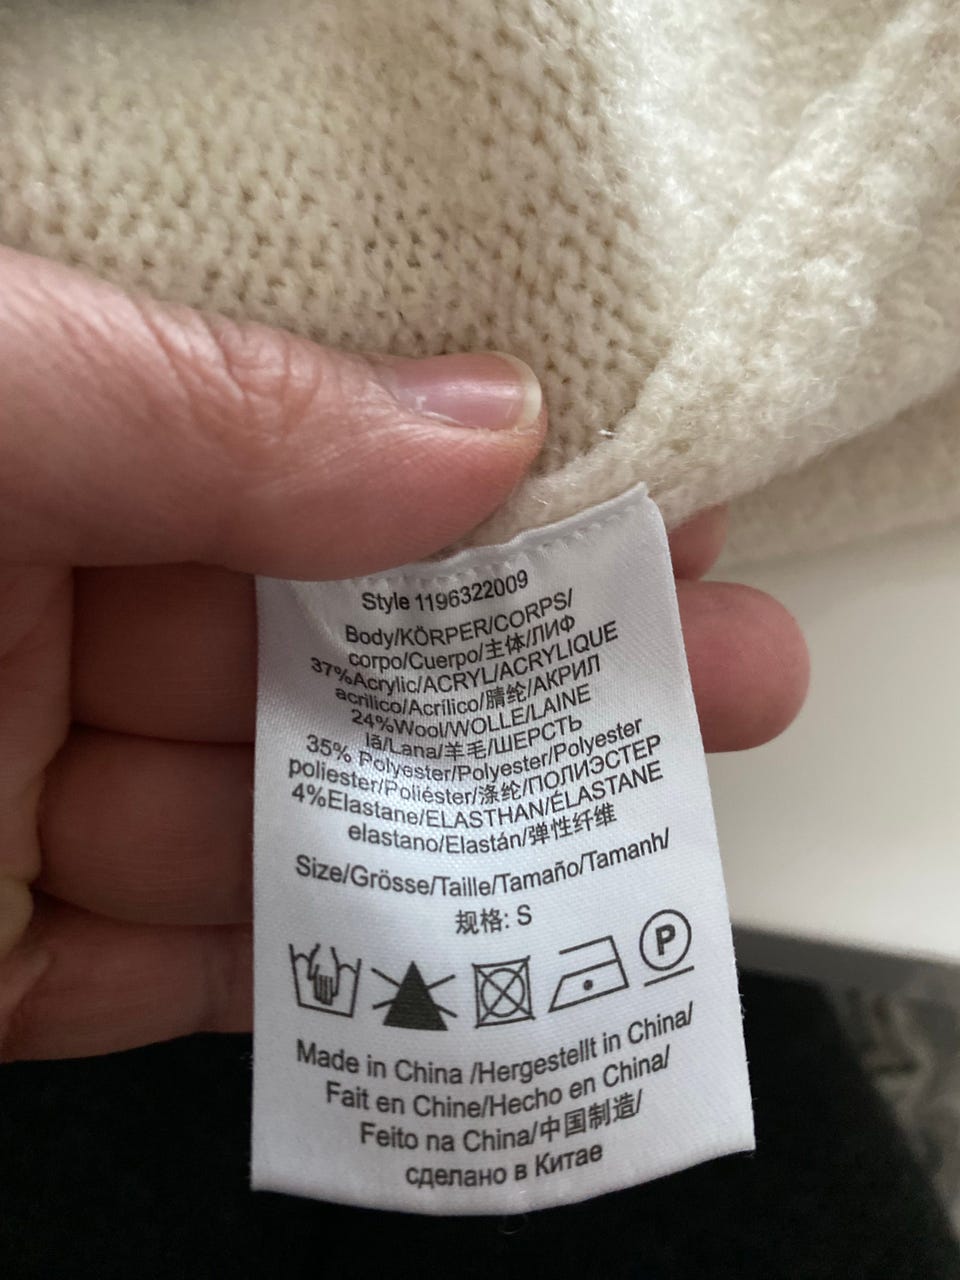 Style 1196322009
Body/KÖRPER/CORPS/
corpo/Cuerpo/主体/ЛИФ
37%Acrylic/ACRYL/ACRYLIQUE
acrílico/Acrílico/腈纶/АКРИЛ
24%Wool/WOLLE/LAINE
lã/Lana/羊毛/ШЕРСТЬ
35% Polyester/Polyester/Polyester
poliester/Poliéster/涤纶/ПОЛИЭСТЕР
4%Elastane/ELASTHAN/ÉLASTANE
elastano/Elastán/弹性纤维
Size/Grösse/Taille/Tamaño/Tamanh/
规格: S
P
Made in China /Hergestellt in China/
Fait en Chine/Hecho en China/
Feito na China/中国制造/
сделано в Китае